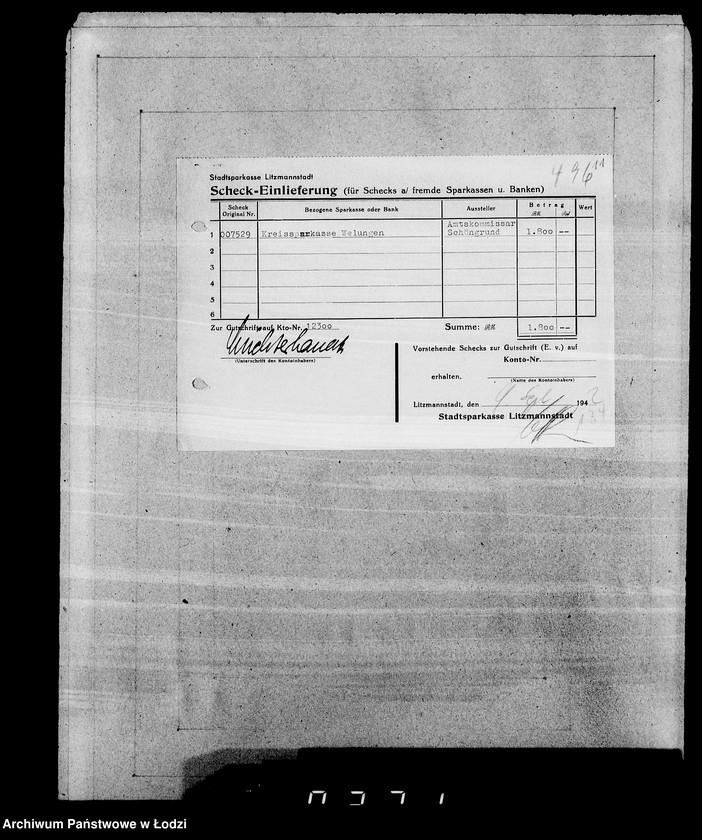 496
Stadtsparkasse Litzmannstadt
Scheck-Einlieferung (für Schecks a/ fremde Sparkassen u. Banken)
Scheck Original Nr. Bezogene Sparkasse oder Bank Aussteller Betrag RM Rpf Wert
Amtskommissar
1 007529 Kreissparkasse Welungen Schöngrund 1.800 --
2
3
4
5
6
Zur Gutschrift auf Kto-Nr. 12300 Summe: RM 1.800 --
(Unterschrift des Kontoinhabers)
Vorstehende Schecks zur Gutschrift (E. v.) auf
Konto-Nr.
erhalten.
(Name des Kontoinhabers)
Litzmannstadt, den 194
Stadtsparkasse Litzmannstadt
Archiwum Państwowe w Łodzi